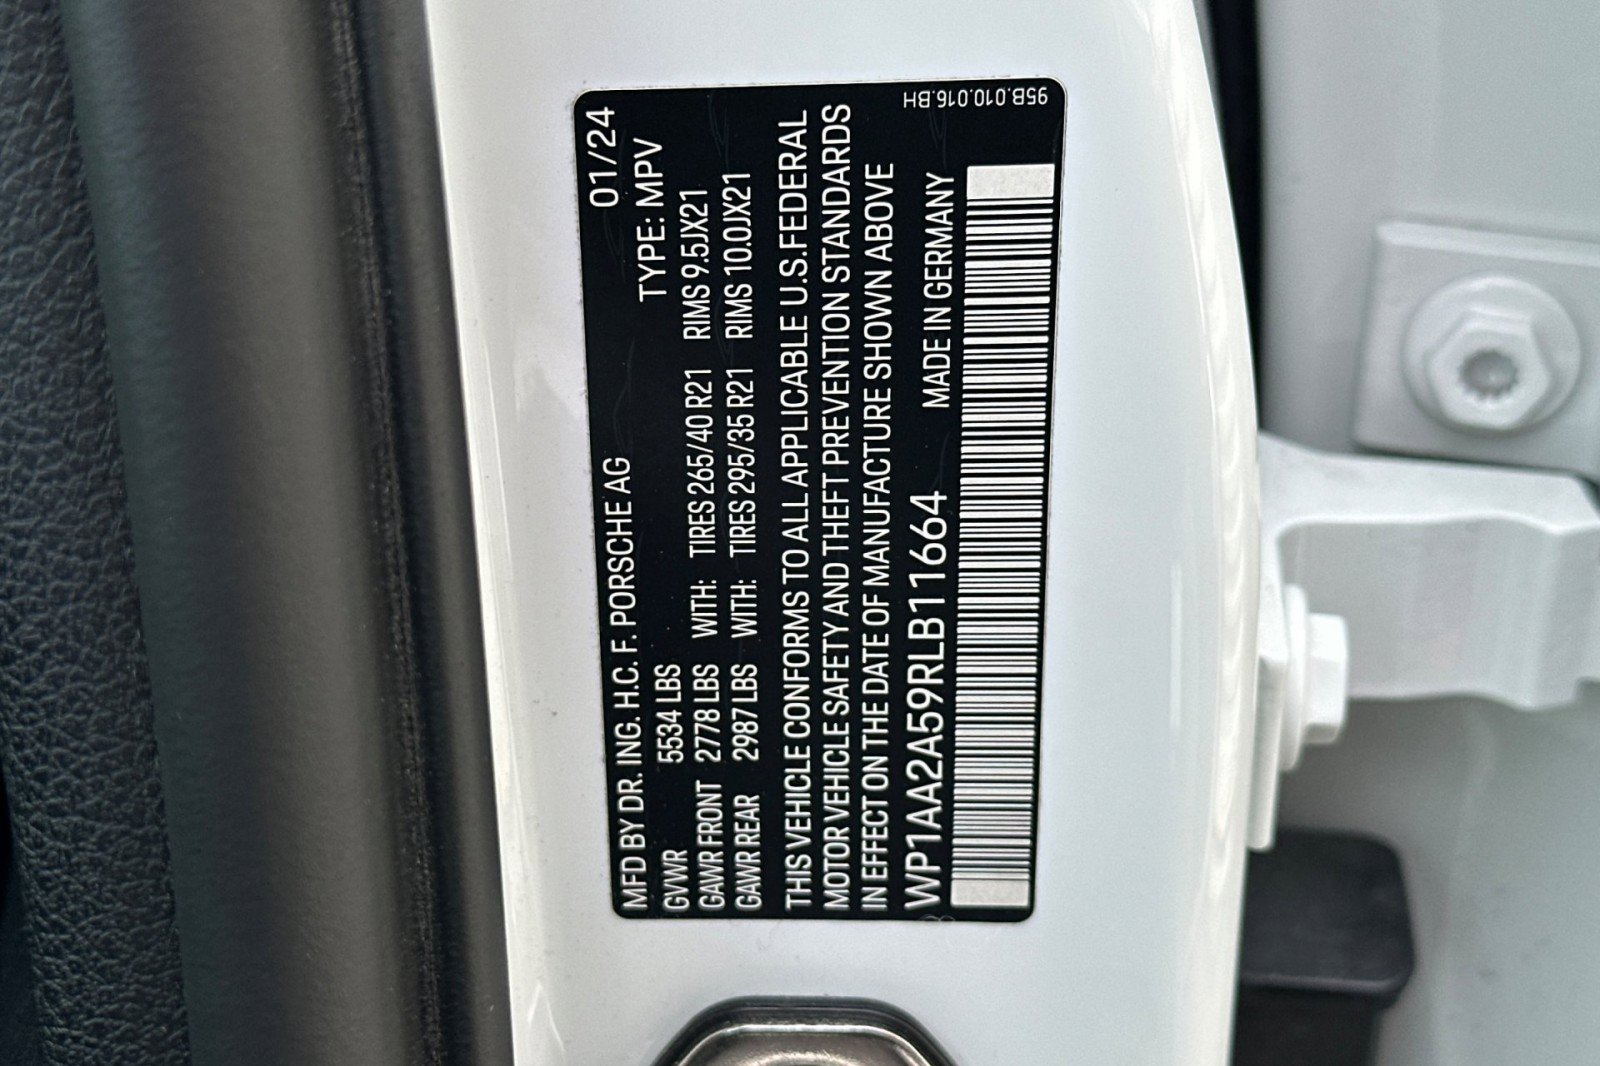 MFD BY DR. ING. H.C. F. PORSCHE AG 01/24
GVWR 5534 LBS TYPE: MPV
GAWR FRONT 2778 LBS WITH: TIRES 265/40 R21 RIMS 9.5JX21
GAWR REAR 2987 LBS WITH: TIRES 295/35 R21 RIMS 10.0JX21
THIS VEHICLE CONFORMS TO ALL APPLICABLE U.S.FEDERAL
MOTOR VEHICLE SAFETY AND THEFT PREVENTION STANDARDS
IN EFFECT ON THE DATE OF MANUFACTURE SHOWN ABOVE
WP1AA2A59RLB11664 MADE IN GERMANY
95B.010.016.BH